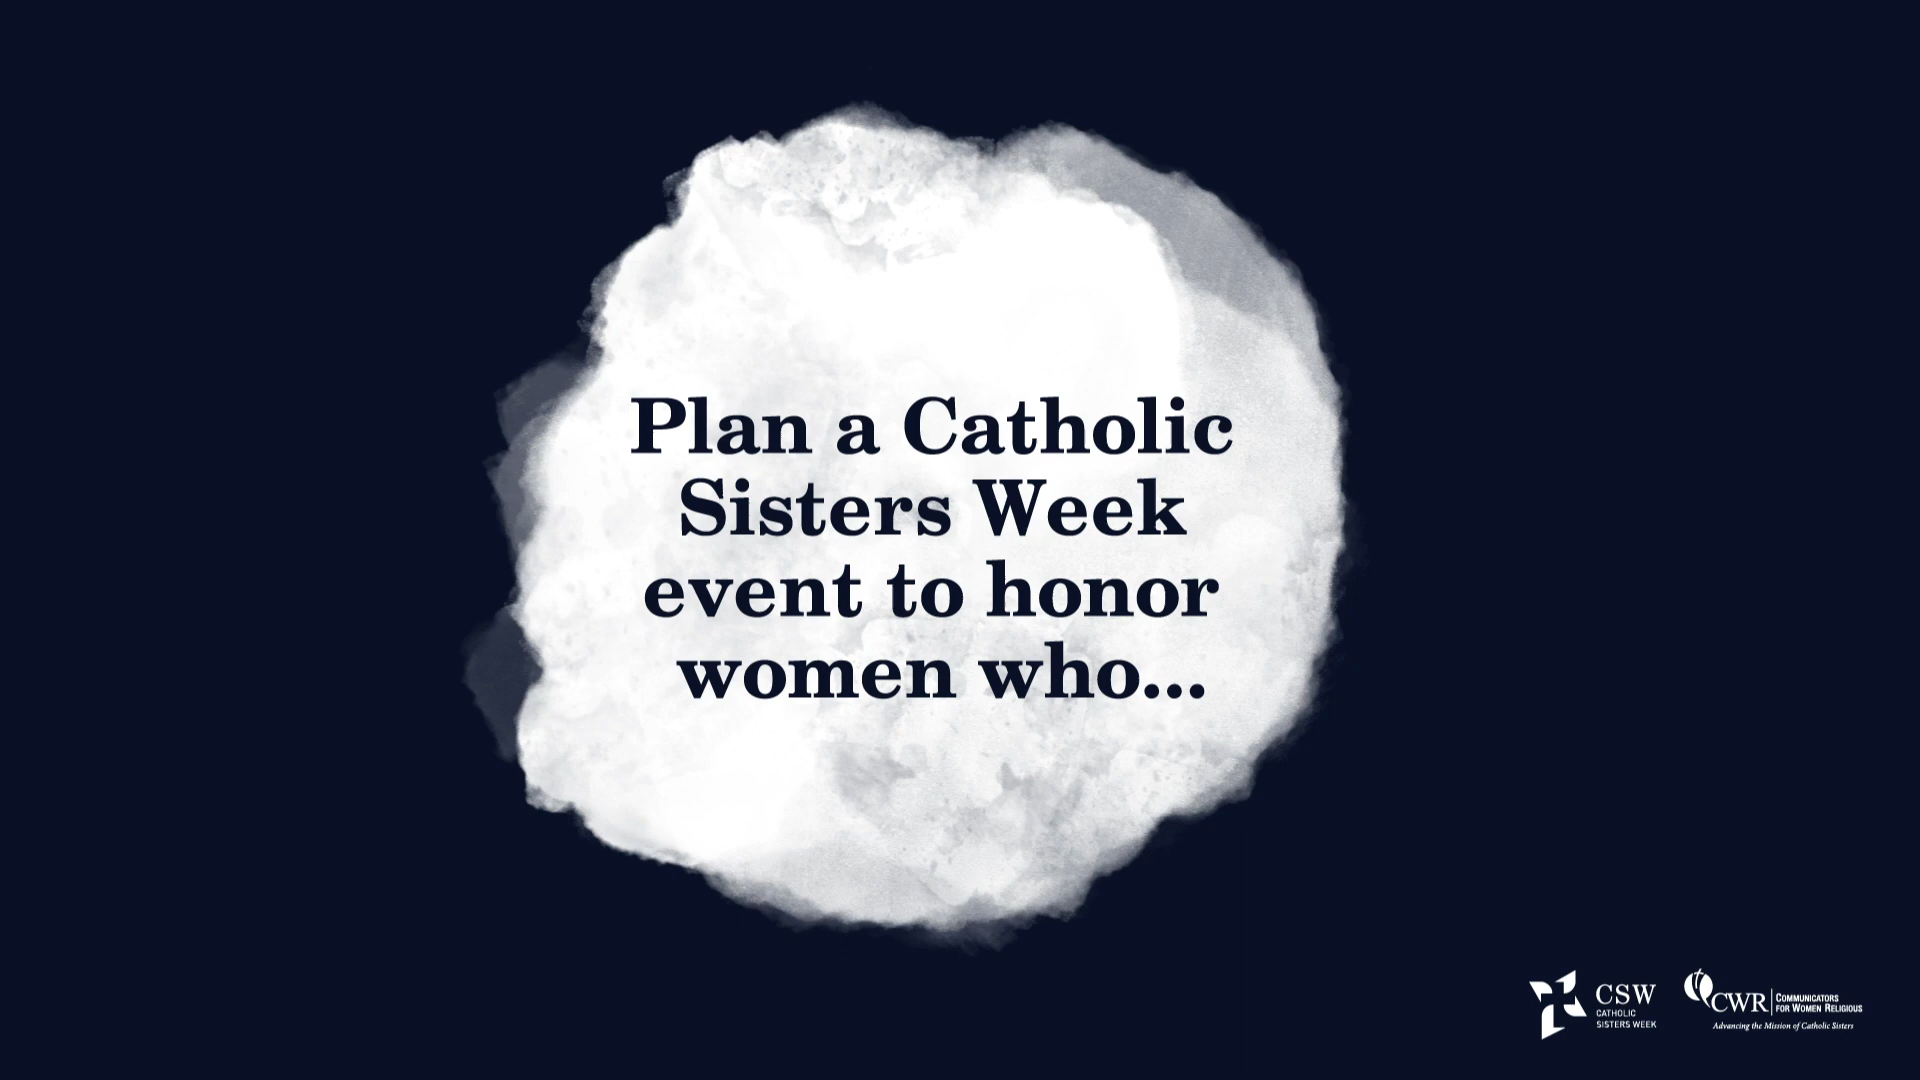 Plan a Catholic
Sisters Week
event to honor
women who...
CSW
CATHOLIC
SISTERS WEEK
CWR
COMMUNICATORS
FOR WOMEN RELIGIOUS
Advancing the Mission of Catholic Sisters